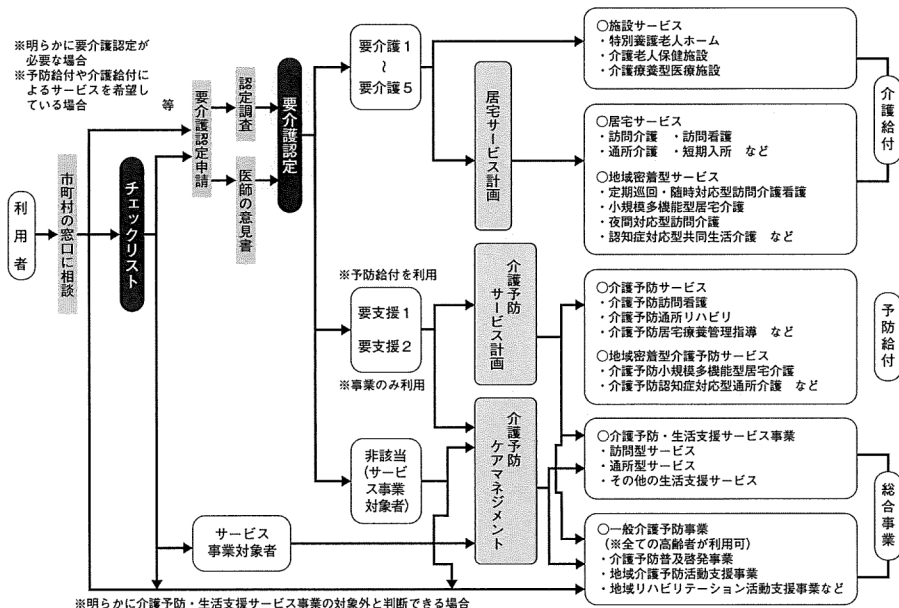 ※明らかに要介護認定が
必要な場合
※予防給付や介護給付に
よるサービスを希望し
ている場合
等
利用者
市町村の窓口に相談
チェックリスト
要介護認定申請
認定調査
医師の意見書
要介護認定
要介護1
~
要介護5
※予防給付を利用
要支援1
要支援2
※事業のみ利用
非該当
(サービ
ス事業
対象者)
サービス
事業対象者
居宅サービス計画
介護予防
サービス計画
介護予防
ケアマネジメント
○施設サービス
・特別養護老人ホーム
・介護老人保健施設
・介護療養型医療施設
○居宅サービス
・訪問介護 ・訪問看護
・通所介護 ・短期入所 など
○地域密着型サービス
・定期巡回・随時対応型訪問介護看護
・小規模多機能型居宅介護
・夜間対応型訪問介護
・認知症対応型共同生活介護 など
介護給付
○介護予防サービス
・介護予防訪問看護
・介護予防通所リハビリ
・介護予防居宅療養管理指導 など
○地域密着型介護予防サービス
・介護予防小規模多機能型居宅介護
・介護予防認知症対応型通所介護 など
予防給付
○介護予防・生活支援サービス事業
・訪問型サービス
・通所型サービス
・その他の生活支援サービス
○一般介護予防事業
(※全ての高齢者が利用可)
・介護予防普及啓発事業
・地域介護予防活動支援事業
・地域リハビリテーション活動支援事業など
総合事業
※明らかに介護予防・生活支援サービス事業の対象外と判断できる場合